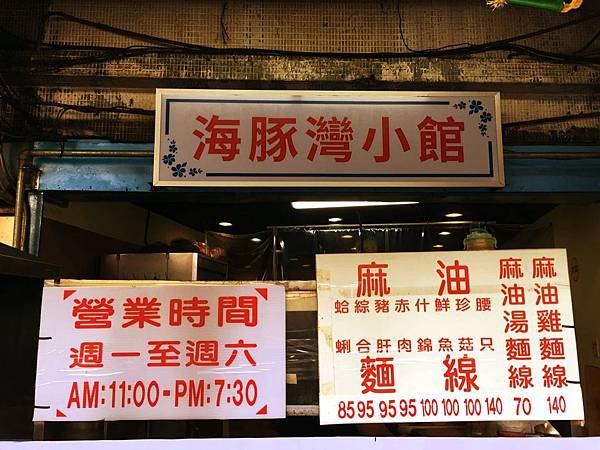 海豚灣小館
營業時間
週一至週六
AM:11:00-PM:7:30
麻油
蛤綜豬赤什鮮珍腰
蜊合肝肉錦魚菇只
麵線
85 95 95 95 100 100 100 140
麻油湯麵線
70
麻油雞麵線
140